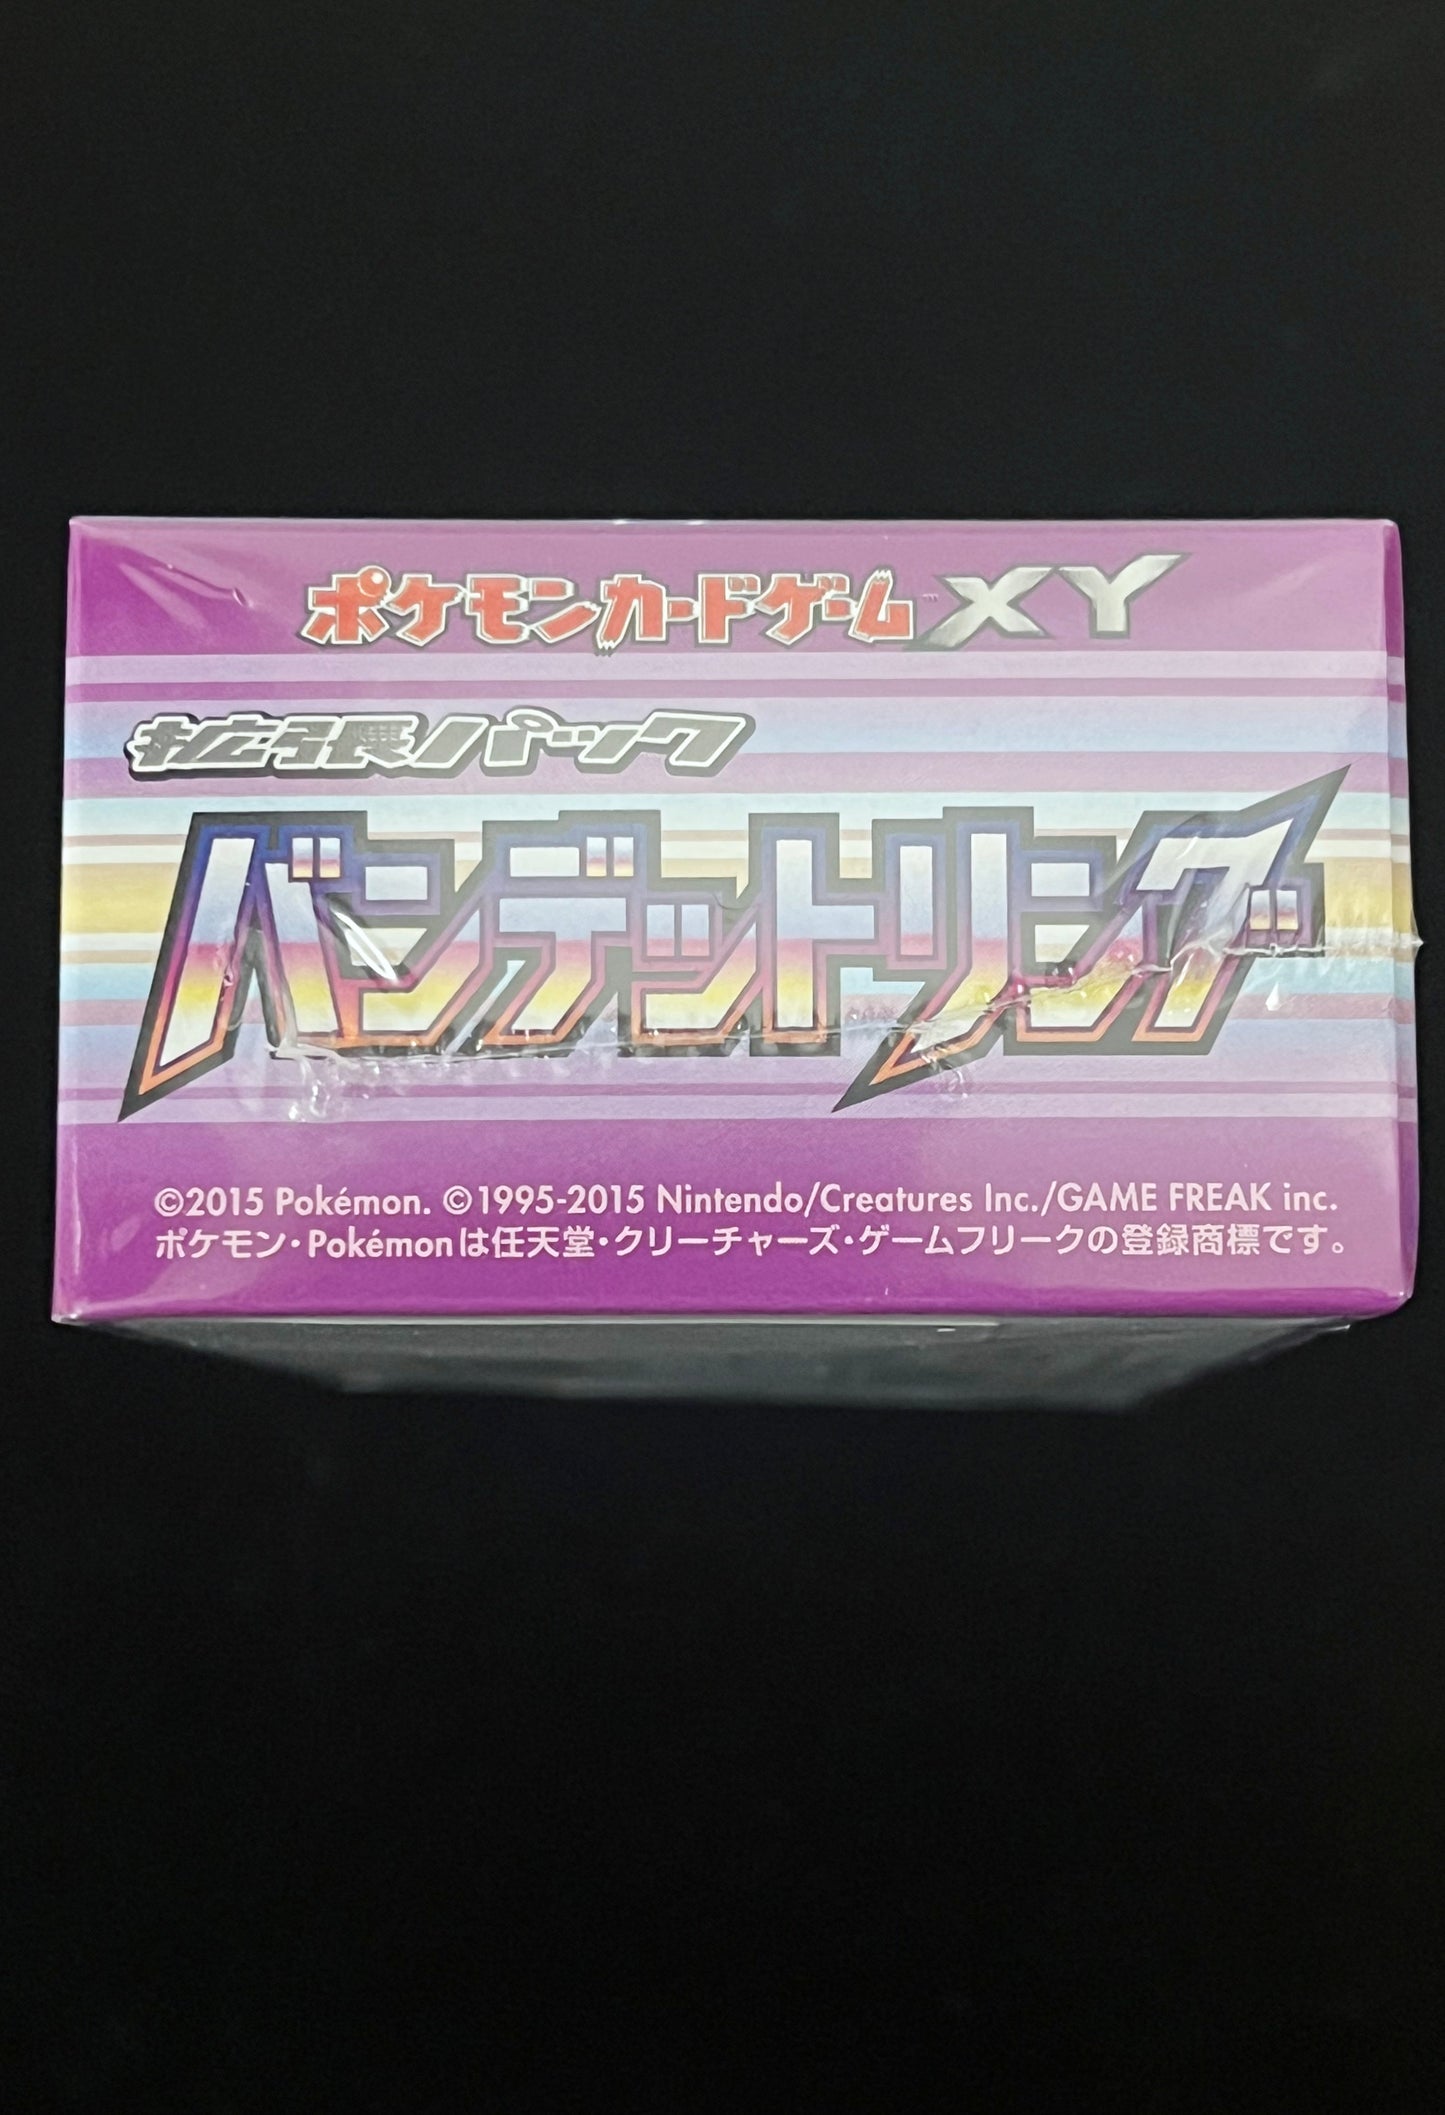 ポケモンカードゲーム XY
拡張パック
バンデットリング
©2015 Pokémon. ©1995-2015 Nintendo/Creatures Inc./GAME FREAK inc.
ポケモン・Pokémonは任天堂・クリーチャーズ・ゲームフリークの登録商標です。